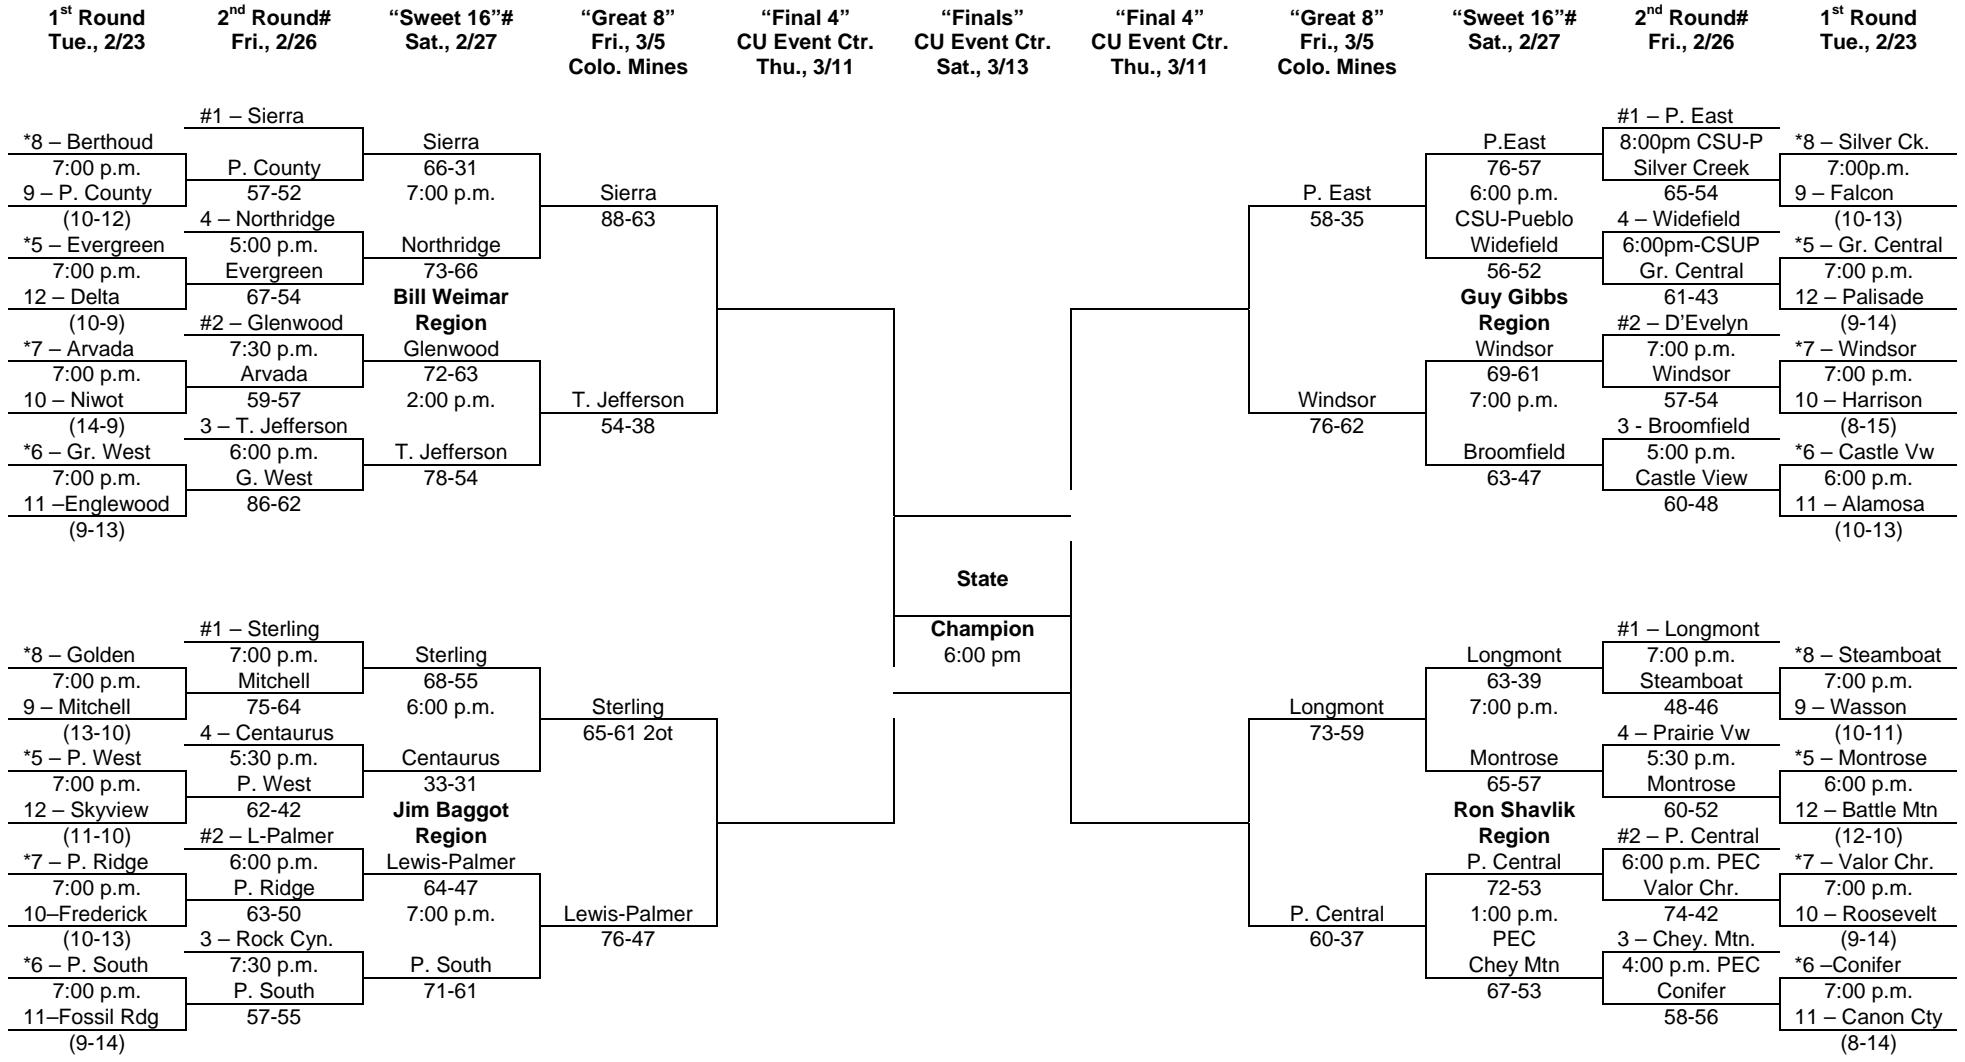 1st Round
Tue., 2/23
2nd Round#
Fri., 2/26
“Sweet 16”#
Sat., 2/27
“Great 8”
Fri., 3/5
Colo. Mines
“Final 4”
CU Event Ctr.
Thu., 3/11
“Finals”
CU Event Ctr.
Sat., 3/13
“Final 4”
CU Event Ctr.
Thu., 3/11
“Great 8”
Fri., 3/5
Colo. Mines
“Sweet 16”#
Sat., 2/27
2nd Round#
Fri., 2/26
1st Round
Tue., 2/23
*8 – Berthoud
7:00 p.m.
9 – P. County
(10-12)
*5 – Evergreen
7:00 p.m.
12 – Delta
(10-9)
*7 – Arvada
7:00 p.m.
10 – Niwot
(14-9)
*6 – Gr. West
7:00 p.m.
11 –Englewood
(9-13)
#1 – Sierra
P. County
57-52
4 – Northridge
5:00 p.m.
Evergreen
67-54
#2 – Glenwood
7:30 p.m.
Arvada
59-57
3 – T. Jefferson
6:00 p.m.
G. West
86-62
Sierra
66-31
7:00 p.m.
Northridge
73-66
Bill Weimar
Region
Glenwood
72-63
2:00 p.m.
T. Jefferson
78-54
Sierra
88-63
T. Jefferson
54-38
*8 – Golden
7:00 p.m.
9 – Mitchell
(13-10)
*5 – P. West
7:00 p.m.
12 – Skyview
(11-10)
*7 – P. Ridge
7:00 p.m.
10–Frederick
(10-13)
*6 – P. South
7:00 p.m.
11–Fossil Rdg
(9-14)
#1 – Sterling
7:00 p.m.
Mitchell
75-64
4 – Centaurus
5:30 p.m.
P. West
62-42
#2 – L-Palmer
6:00 p.m.
P. Ridge
63-50
3 – Rock Cyn.
7:30 p.m.
P. South
57-55
Sterling
68-55
6:00 p.m.
Centaurus
33-31
Jim Baggot
Region
Lewis-Palmer
64-47
7:00 p.m.
P. South
71-61
Sterling
65-61 2ot
Lewis-Palmer
76-47
State
Champion
6:00 pm
P. East
58-35
Windsor
76-62
P.East
76-57
6:00 p.m.
CSU-Pueblo
Widefield
56-52
Guy Gibbs
Region
Windsor
69-61
7:00 p.m.
Broomfield
63-47
#1 – P. East
8:00pm CSU-P
Silver Creek
65-54
4 – Widefield
6:00pm-CSUP
Gr. Central
61-43
#2 – D’Evelyn
7:00 p.m.
Windsor
57-54
3 - Broomfield
5:00 p.m.
Castle View
60-48
*8 – Silver Ck.
7:00p.m.
9 – Falcon
(10-13)
*5 – Gr. Central
7:00 p.m.
12 – Palisade
(9-14)
*7 – Windsor
7:00 p.m.
10 – Harrison
(8-15)
*6 – Castle Vw
6:00 p.m.
11 – Alamosa
(10-13)
Longmont
73-59
P. Central
60-37
Longmont
63-39
7:00 p.m.
Montrose
65-57
Ron Shavlik
Region
P. Central
72-53
1:00 p.m.
PEC
Chey Mtn
67-53
#1 – Longmont
7:00 p.m.
Steamboat
48-46
4 – Prairie Vw
5:30 p.m.
Montrose
60-52
#2 – P. Central
6:00 p.m. PEC
Valor Chr.
74-42
3 – Chey. Mtn.
4:00 p.m. PEC
Conifer
58-56
*8 – Steamboat
7:00 p.m.
9 – Wasson
(10-11)
*5 – Montrose
6:00 p.m.
12 – Battle Mtn
(12-10)
*7 – Valor Chr.
7:00 p.m.
10 – Roosevelt
(9-14)
*6 –Conifer
7:00 p.m.
11 – Canon Cty
(8-14)